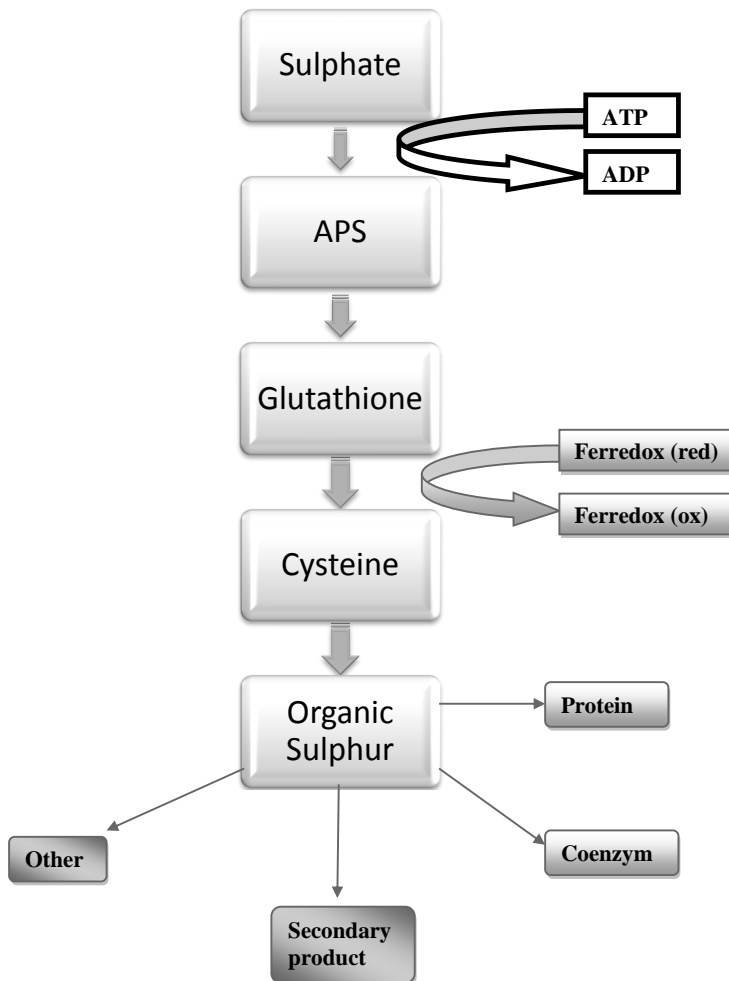 Sulphate
ATP
ADP
APS
Glutathione
Ferredox (red)
Ferredox (ox)
Cysteine
Organic
Sulphur
Protein
Other
Coenzym
Secondary
product